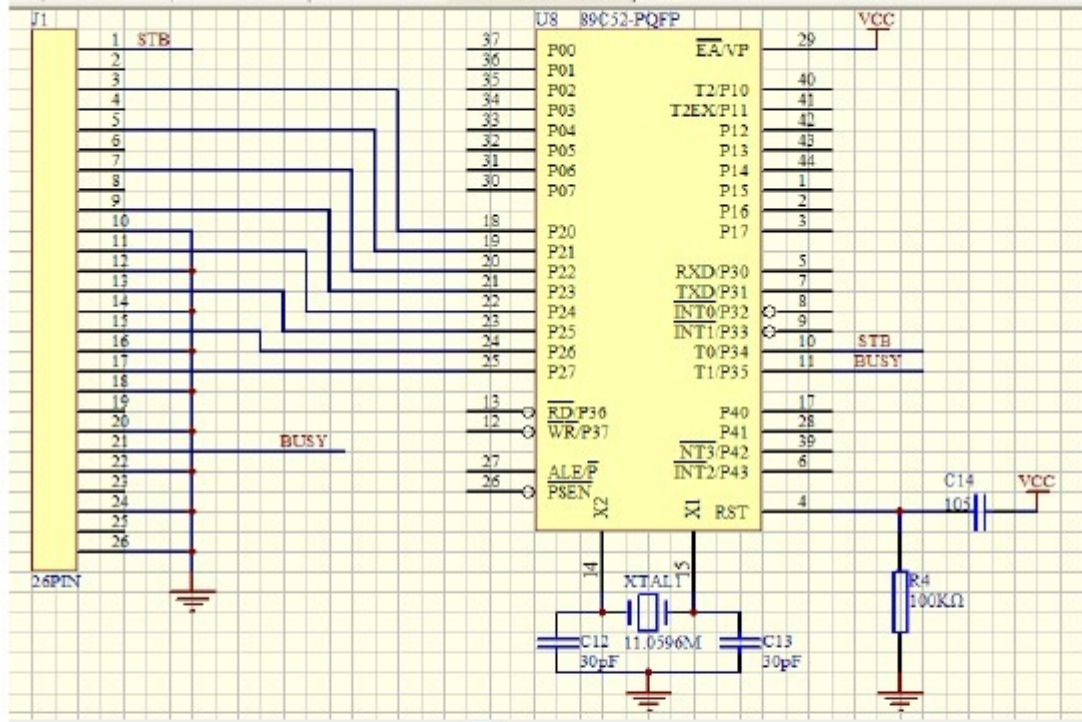 J1
1 STB
2
3
4
5
6
7
8
9
10
11
12
13
14
15
16
17
18
19
20
21 BUSY
22
23
24
25
26
26PIN
U8 89C52-PQFP
37 P00
36 P01
35 P02
34 P03
33 P04
32 P05
31 P06
30 P07
18 P20
19 P21
20 P22
21 P23
22 P24
23 P25
24 P26
25 P27
13 RD/P36
12 WR/P37
27 ALE/P
26 PSEN
EA/VP 29 VCC
T2/P10 40
T2EX/P11 41
P12 42
P13 43
P14 44
P15 1
P16 2
P17 3
RXD/P30 5
TXD/P31 7
INT0/P32 8
INT1/P33 9
T0/P34 10 STB
T1/P35 11 BUSY
P40 17
P41 28
NT3/P42 39
INT2/P43 6
X2 X1 RST 4
C14 VCC
105
14 15
XTAL1
R4
100KΩ
C12 11.0596M C13
30pF 30pF